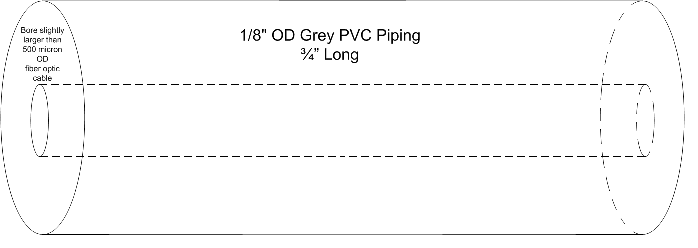 Bore slightly
larger than
500 micron
OD
fiber optic
cable
1/8" OD Grey PVC Piping
¾” Long